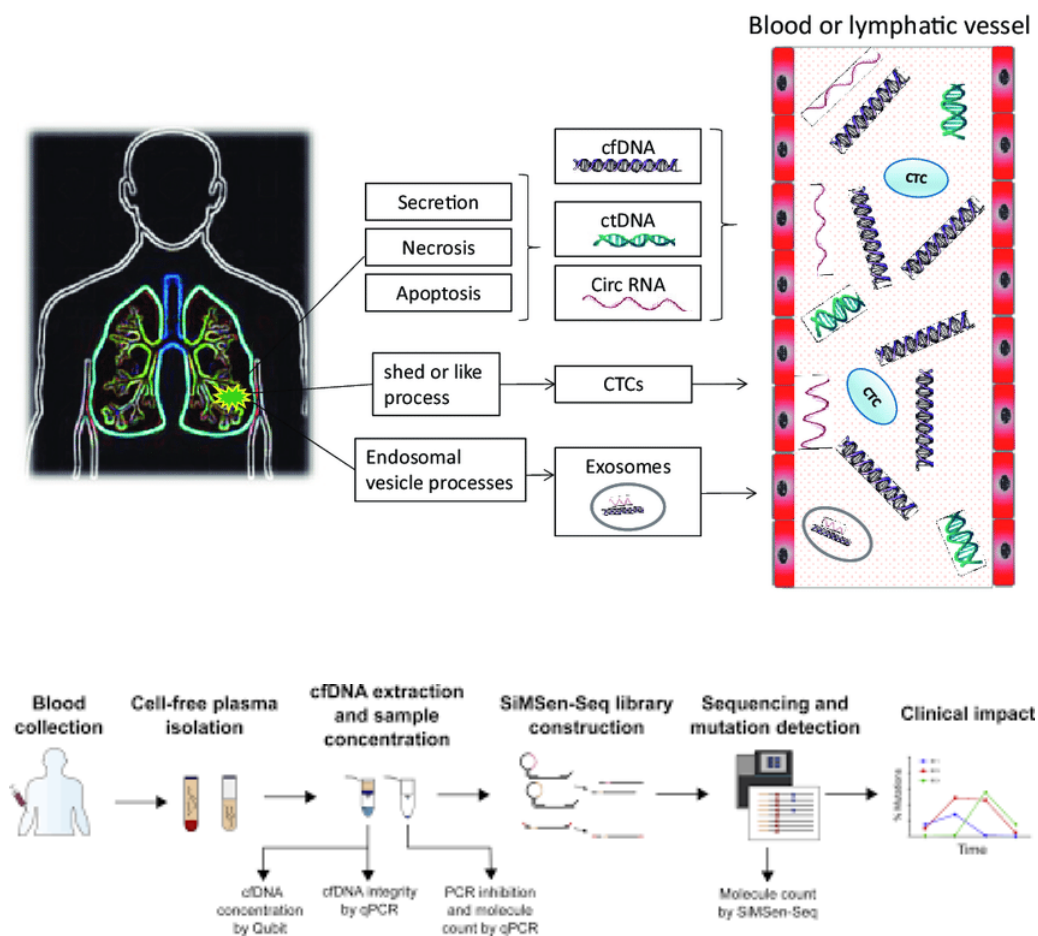 Blood or lymphatic vessel
Secretion
Necrosis
Apoptosis
cfDNA
ctDNA
Circ RNA
shed or like
process
CTCs
Endosomal
vesicle processes
Exosomes
CTC
CTC
Blood
collection
Cell-free plasma
isolation
cfDNA extraction
and sample
concentration
SiMSen-Seq library
construction
Sequencing and
mutation detection
Clinical impact
% Mutations
Time
cfDNA
concentration
by Qubit
cfDNA integrity
by qPCR
PCR inhibition
and molecule
count by qPCR
Molecule count
by SiMSen-Seq